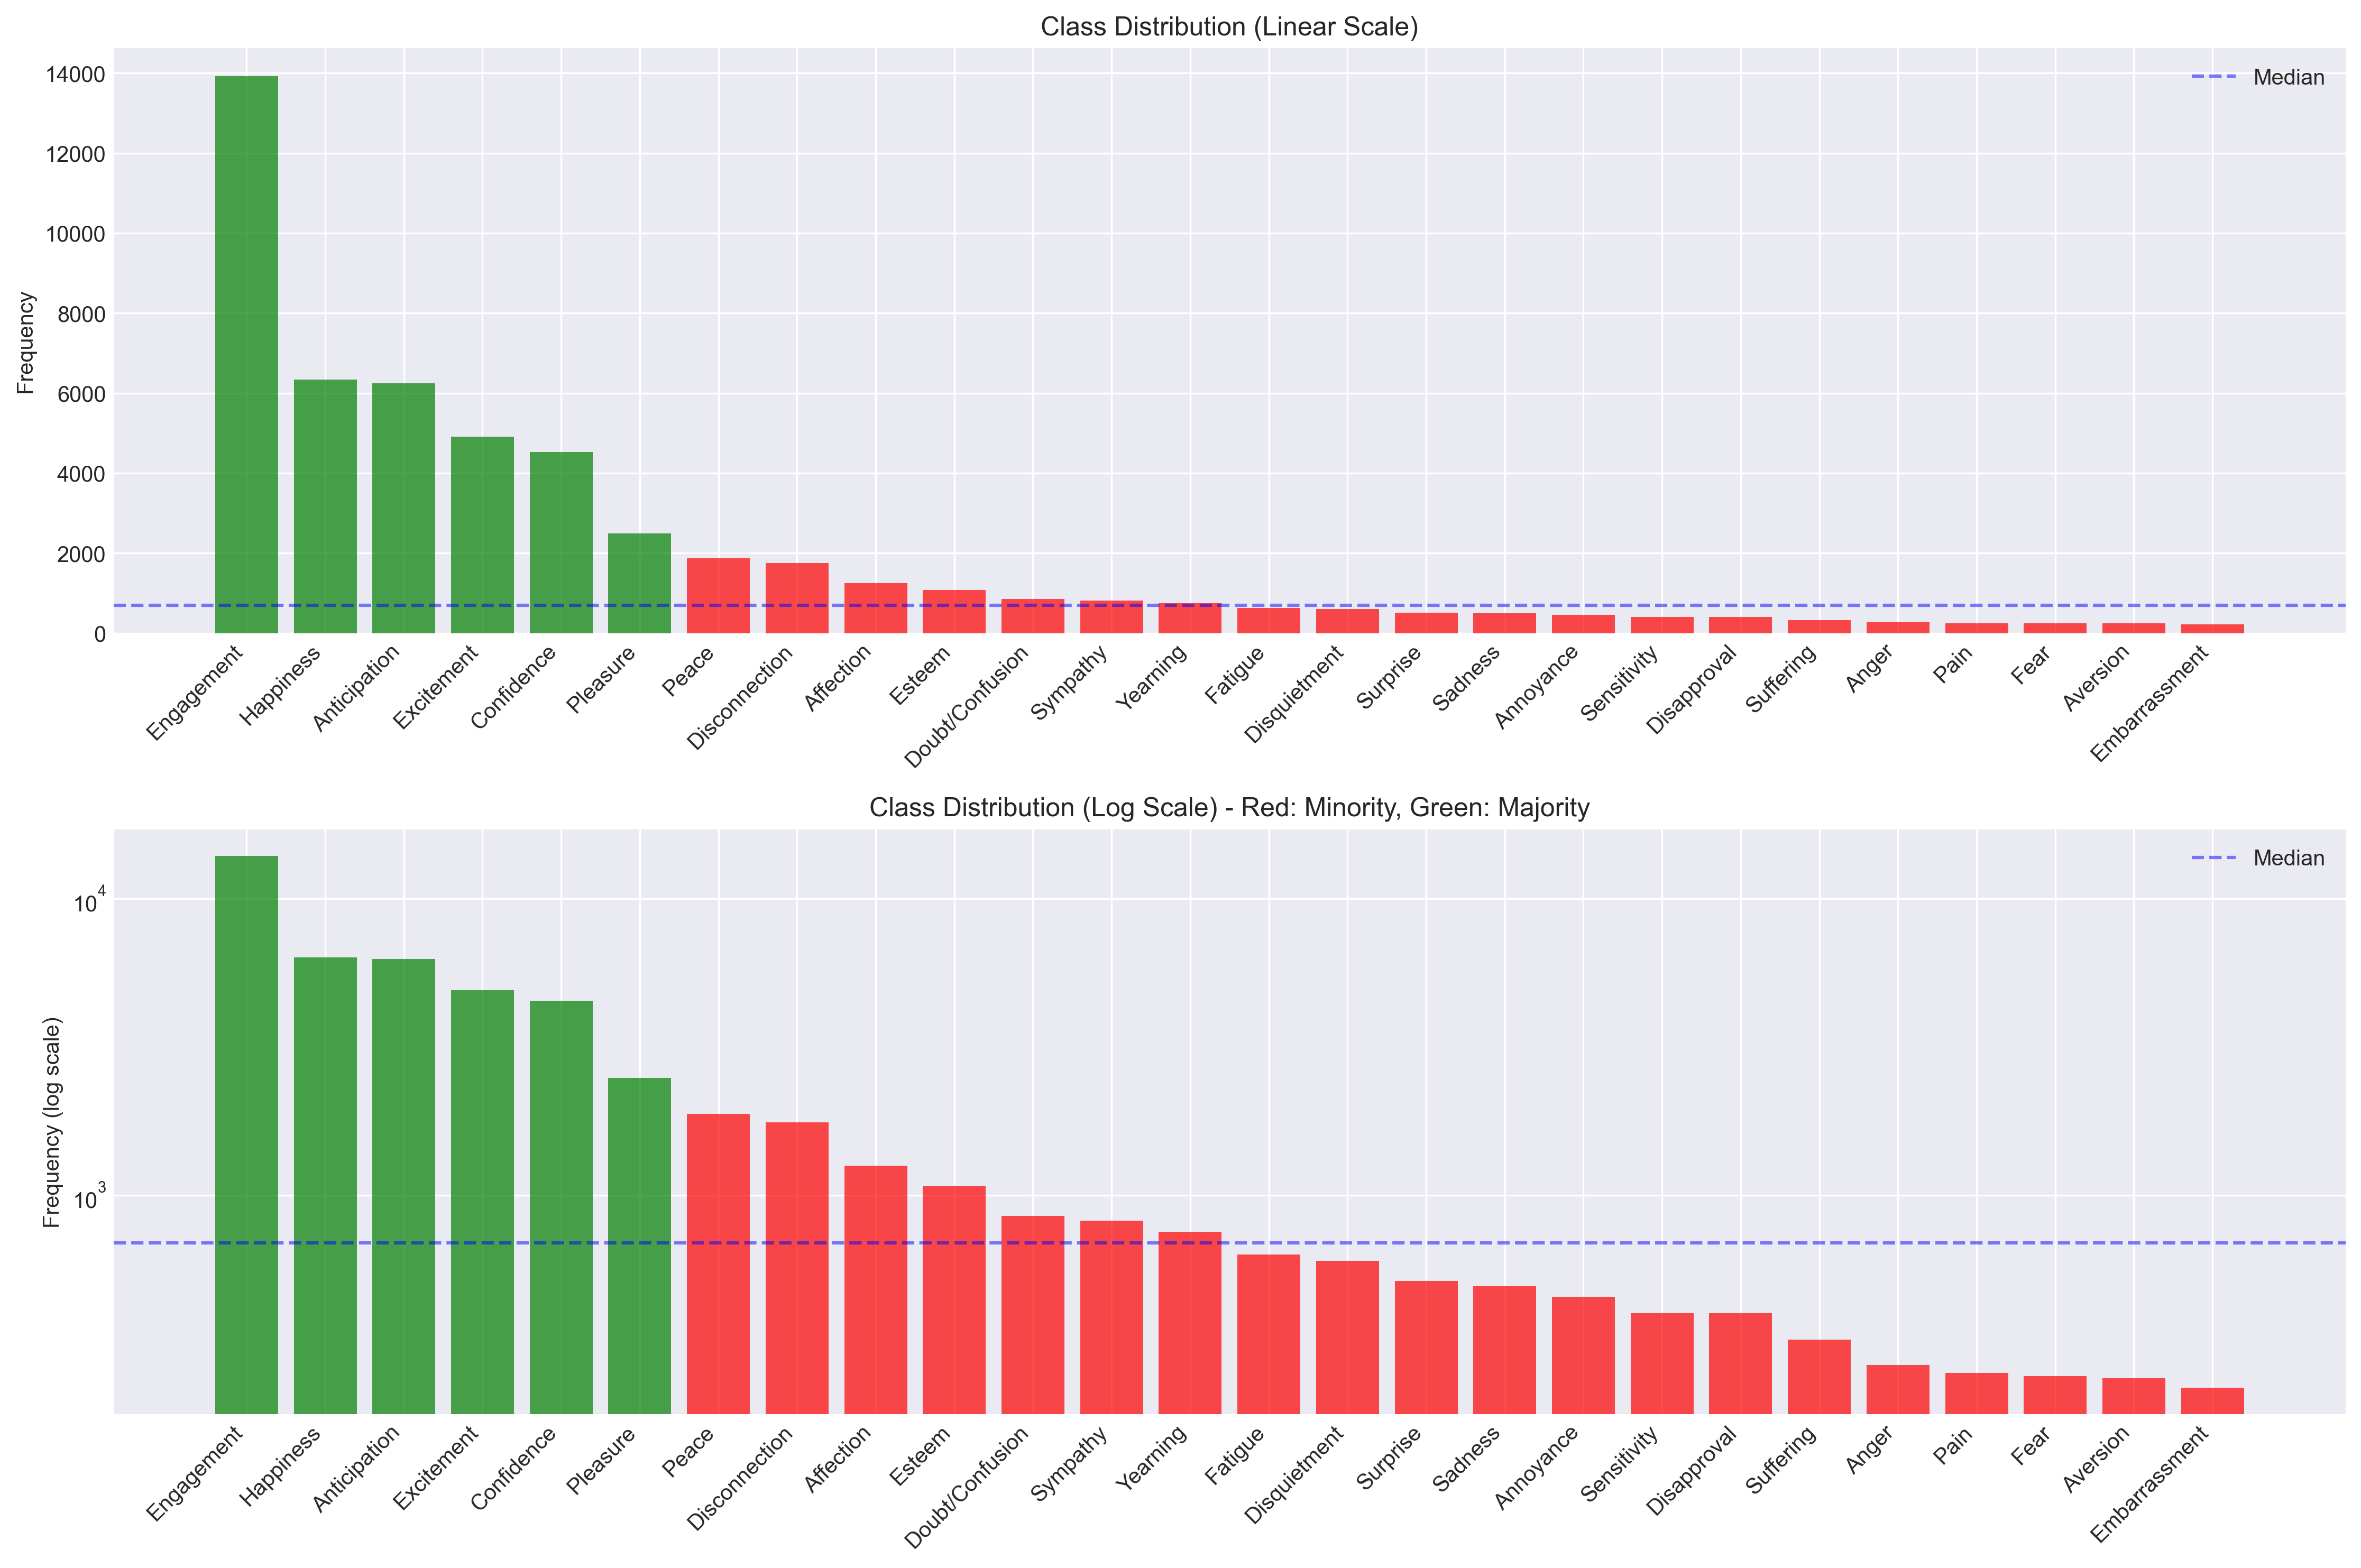 Class Distribution (Linear Scale)
Median
Frequency
14000
12000
10000
8000
6000
4000
2000
0
Engagement
Happiness
Anticipation
Excitement
Confidence
Pleasure
Peace
Disconnection
Affection
Esteem
Doubt/Confusion
Sympathy
Yearning
Fatigue
Disquietment
Surprise
Sadness
Annoyance
Sensitivity
Disapproval
Suffering
Anger
Pain
Fear
Aversion
Embarrassment
Class Distribution (Log Scale) - Red: Minority, Green: Majority
Median
Frequency (log scale)
10^4
10^3
Engagement
Happiness
Anticipation
Excitement
Confidence
Pleasure
Peace
Disconnection
Affection
Esteem
Doubt/Confusion
Sympathy
Yearning
Fatigue
Disquietment
Surprise
Sadness
Annoyance
Sensitivity
Disapproval
Suffering
Anger
Pain
Fear
Aversion
Embarrassment